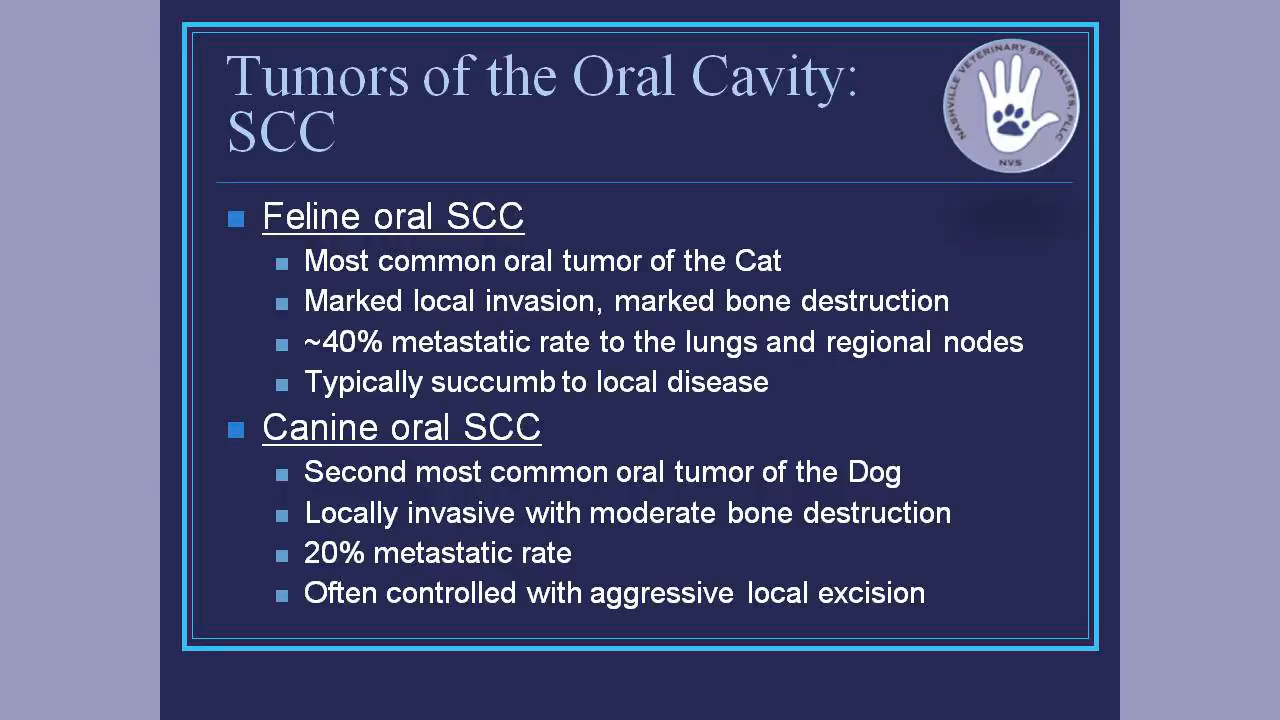 Tumors of the Oral Cavity:
SCC
NASHVILLE VETERINARY SPECIALISTS, PLLC
NVS
Feline oral SCC
Most common oral tumor of the Cat
Marked local invasion, marked bone destruction
~40% metastatic rate to the lungs and regional nodes
Typically succumb to local disease
Canine oral SCC
Second most common oral tumor of the Dog
Locally invasive with moderate bone destruction
20% metastatic rate
Often controlled with aggressive local excision